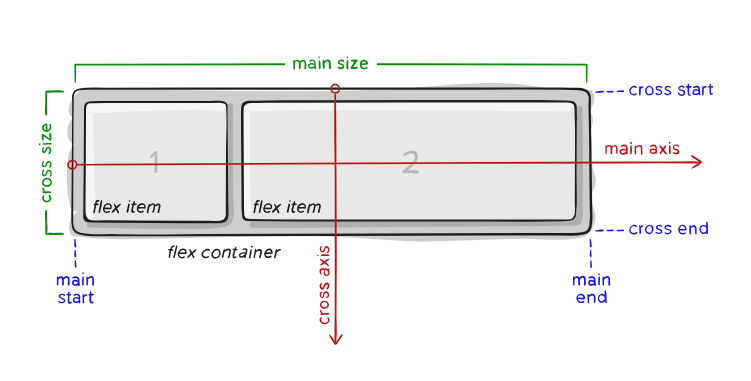 main size
cross start
cross size
1
2
main axis
flex item
flex item
cross end
flex container
cross axis
main
start
main
end